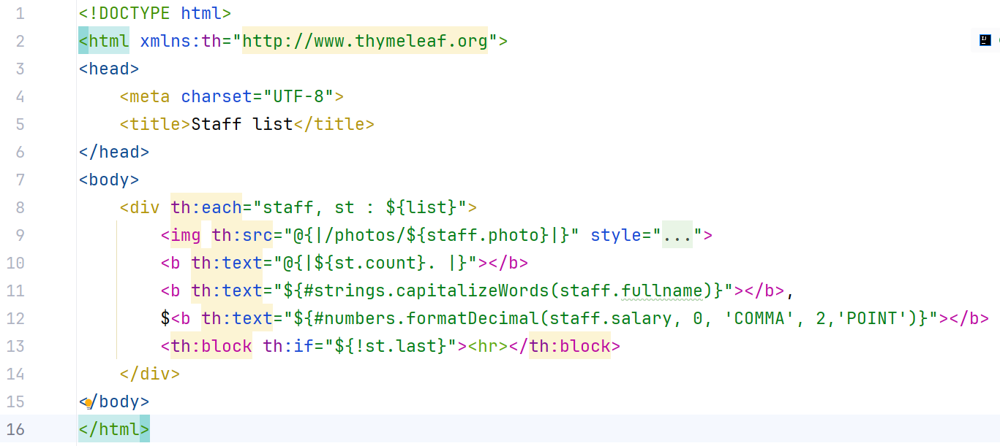 1 <!DOCTYPE html>
2 <html xmlns:th="http://www.thymeleaf.org">
3 <head>
4     <meta charset="UTF-8">
5     <title>Staff list</title>
6 </head>
7 <body>
8     <div th:each="staff, st : ${list}">
9         <img th:src="@{|/photos/${staff.photo}|}" style="...">
10         <b th:text="@{|${st.count}. |}"></b>
11         <b th:text="${#strings.capitalizeWords(staff.fullname)}"></b>,
12         $<b th:text="${#numbers.formatDecimal(staff.salary, 0, 'COMMA', 2,'POINT')}"></b>
13         <th:block th:if="${!st.last}"><hr></th:block>
14     </div>
15 </body>
16 </html>